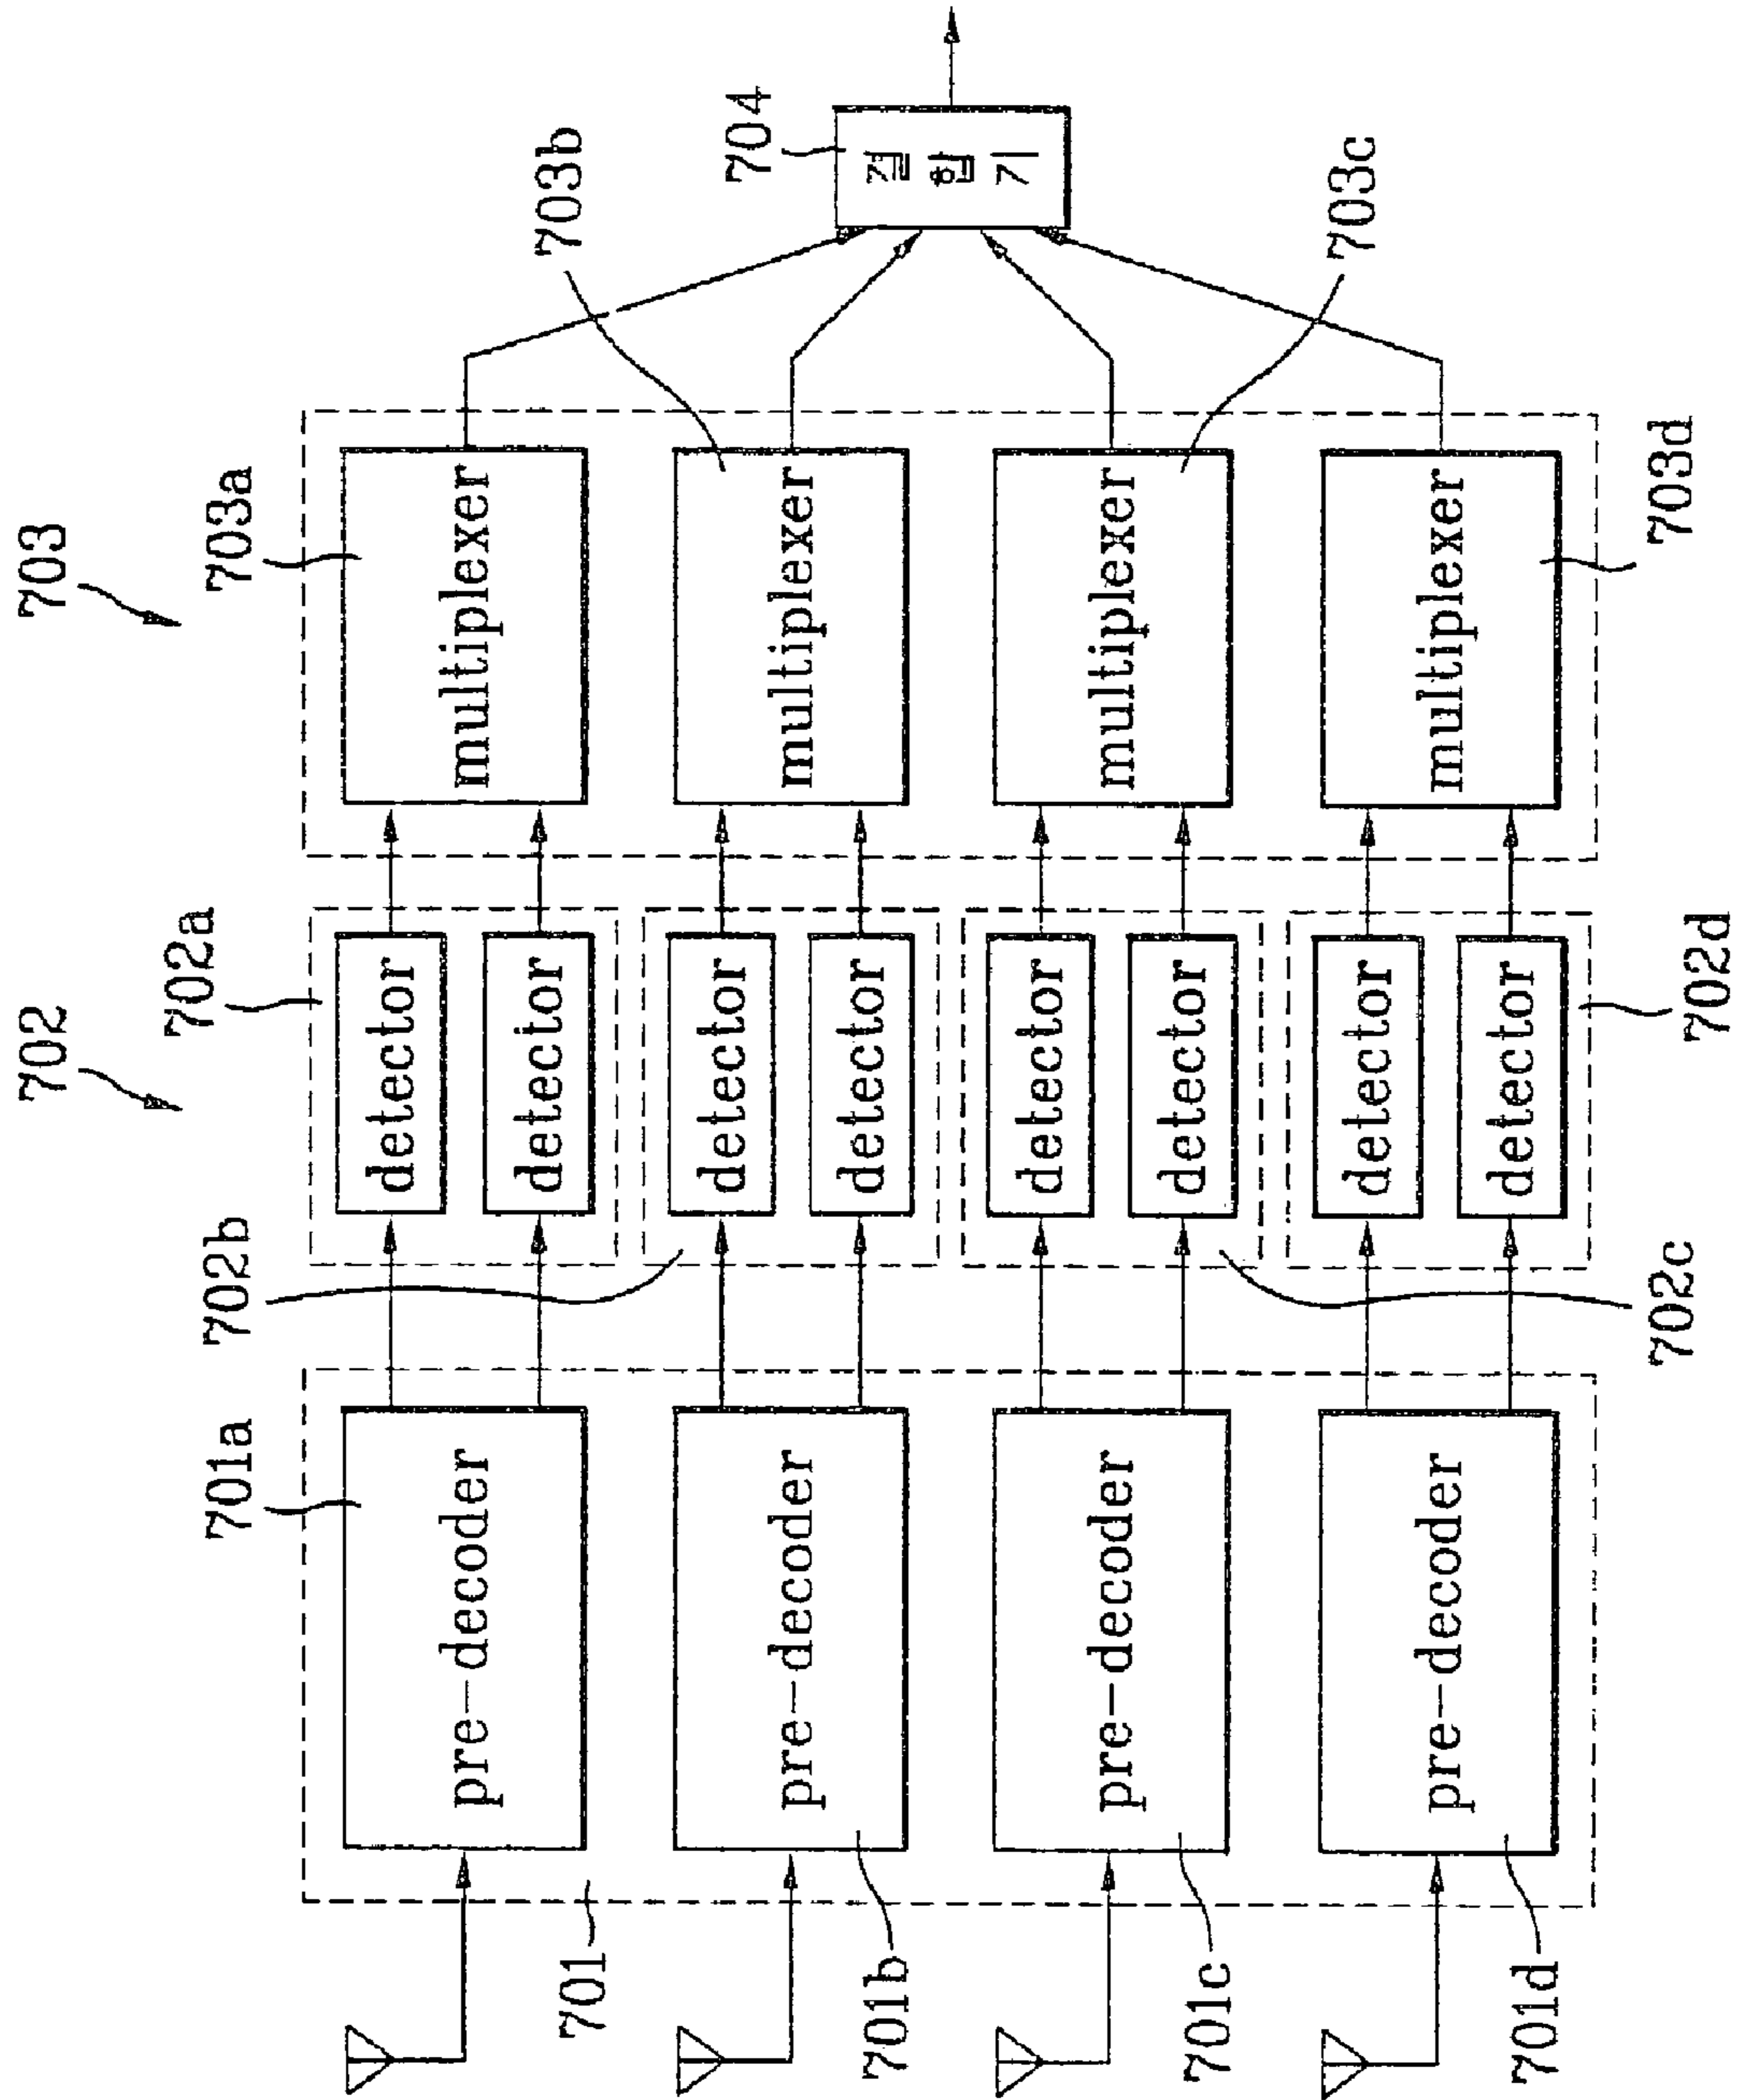 702
703
701a
702b
702a
703a
pre-decoder
detector
multiplexer
detector
701
703b
704
pre-decoder
detector
multiplexer
detector
701b
결합기
pre-decoder
detector
multiplexer
detector
701c
703c
pre-decoder
detector
multiplexer
detector
701d
702c
702d
703d